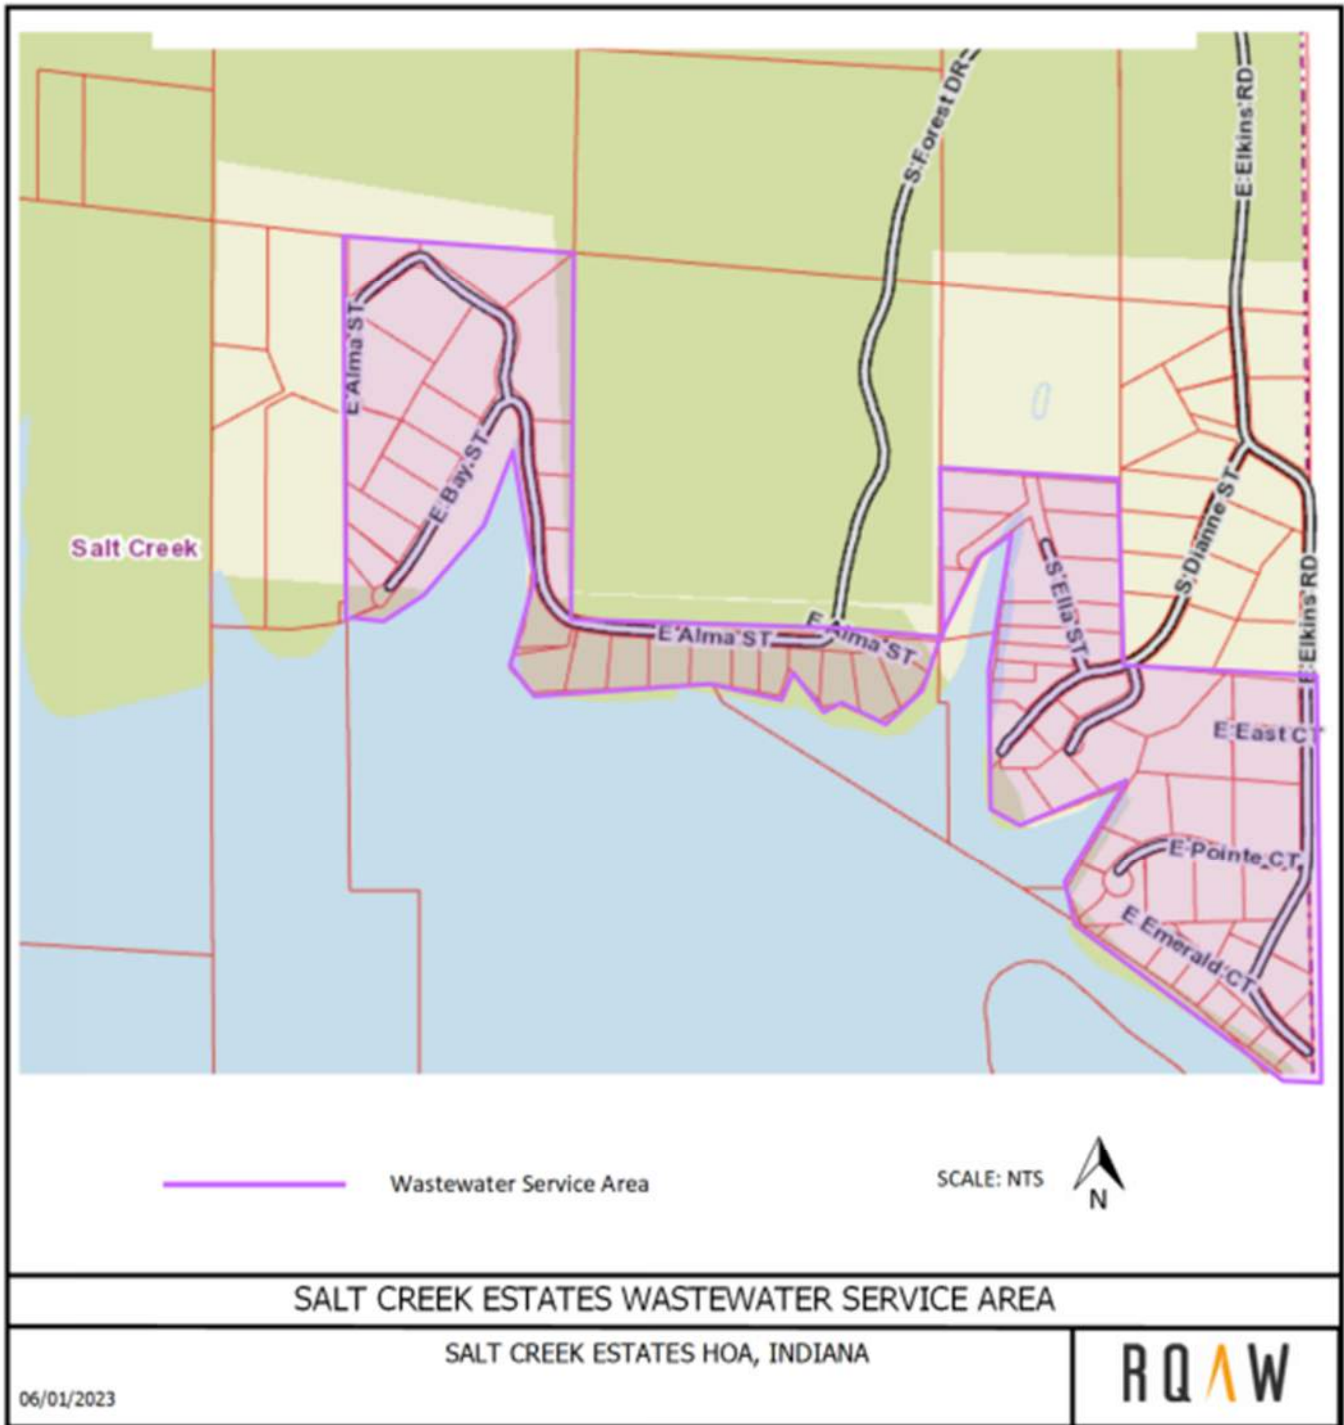 S Forest DR
E Elkins RD
E Alma ST
E Bay ST
Salt Creek
S Dianne ST
S Ella ST
E Elkins RD
E Alma ST
E Alma ST
E East CT
E Pointe CT
E Emerald CT
Wastewater Service Area
SCALE: NTS
N
SALT CREEK ESTATES WASTEWATER SERVICE AREA
SALT CREEK ESTATES HOA, INDIANA
06/01/2023
RQAW